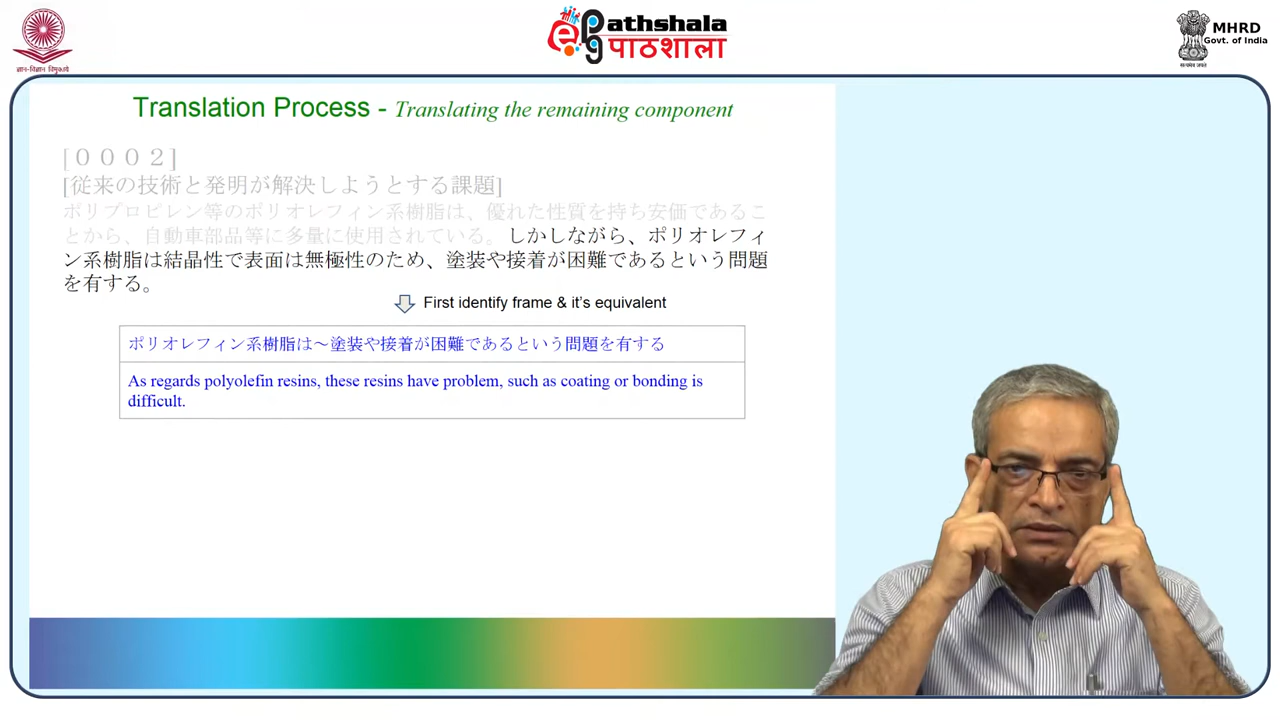 ज्ञान-विज्ञान विमुक्तये
ePathshala
पाठशाला
सत्यमेव जयते
MHRD
Govt. of India
Translation Process - Translating the remaining component
[０００２]
[従来の技術と発明が解決しようとする課題]
ポリプロピレン等のポリオレフィン系樹脂は、優れた性質を持ち安価であるこ
とから、自動車部品等に多量に使用されている。しかしながら、ポリオレフィ
ン系樹脂は結晶性で表面は無極性のため、塗装や接着が困難であるという問題
を有する。
First identify frame & it's equivalent
ポリオレフィン系樹脂は～塗装や接着が困難であるという問題を有する
As regards polyolefin resins, these resins have problem, such as coating or bonding is
difficult.